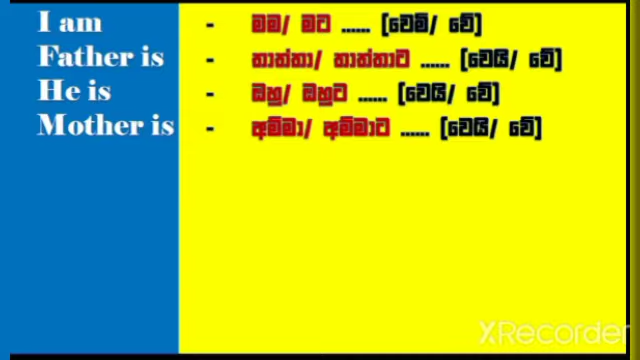 I am - මම/ මට ...... [වෙමි/ වේ]
Father is - තාත්තා/ තාත්තාට ...... [වෙයි/ වේ]
He is - ඔහු/ ඔහුට ...... [වෙයි/ වේ]
Mother is - අම්මා/ අම්මාට ...... [වෙයි/ වේ]
XRecorder